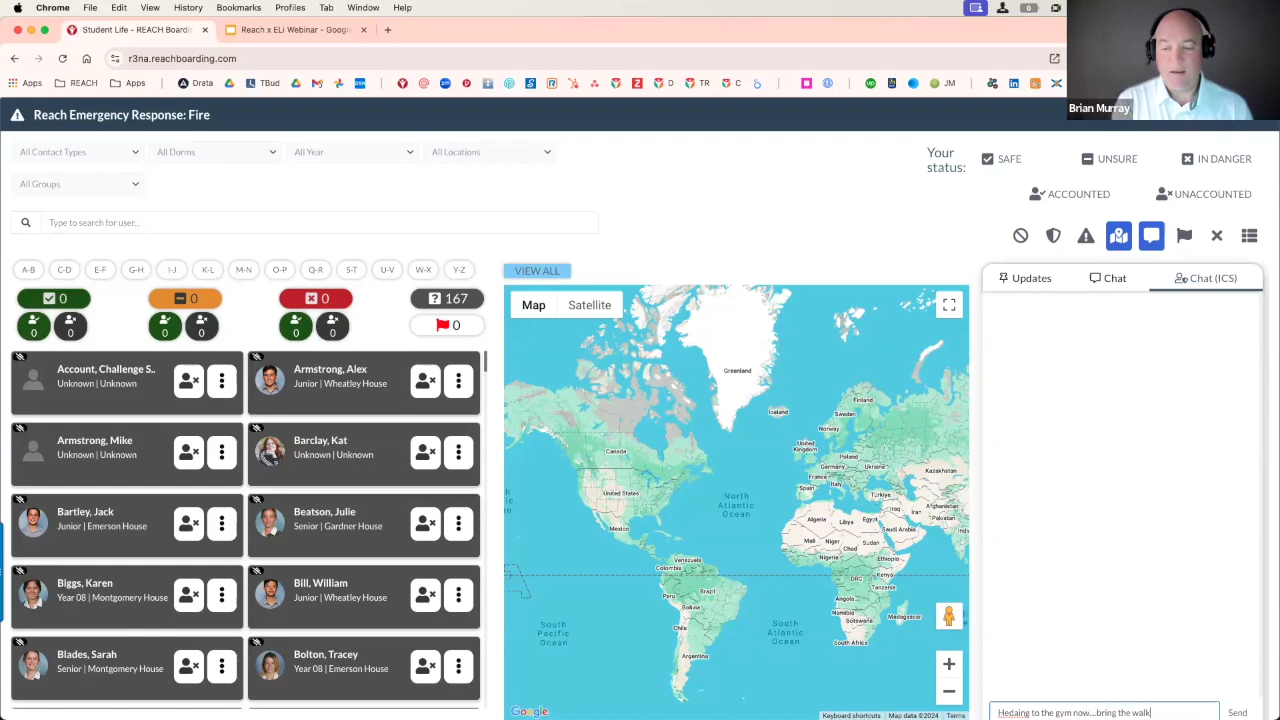 Chrome File Edit View History Bookmarks Profiles Tab Window Help
Student Life - REACH Boardin
Reach x ELi Webinar - Google
r3na.reachboarding.com
Apps REACH Apps Drata TBud D TR C JM
Brian Murray
Reach Emergency Response: Fire
All Contact Types All Dorms All Year All Locations
All Groups
Your status: SAFE UNSURE IN DANGER
ACCOUNTED UNACCOUNTED
Type to search for user...
A-B C-D E-F G-H I-J K-L M-N O-P Q-R S-T U-V W-X Y-Z
0 0 0 167
0 0 0 0 0 0 0
Account, Challenge S..
Unknown | Unknown
Armstrong, Alex
Junior | Wheatley House
Armstrong, Mike
Unknown | Unknown
Barclay, Kat
Unknown | Unknown
Bartley, Jack
Junior | Emerson House
Beatson, Julie
Senior | Gardner House
Biggs, Karen
Year 08 | Montgomery House
Bill, William
Junior | Wheatley House
Blades, Sarah
Senior | Montgomery House
Bolton, Tracey
Year 08 | Emerson House
VIEW ALL
Map Satellite
Greenland
Iceland
Finland
Sweden
Norway
United Kingdom
Poland
Germany
Ukraine
France
Kazakhstan
Spain
Italy
Türkiye
Canada
United States
North Atlantic Ocean
Mexico
Algeria
Libya
Egypt
Iraq
Iran
Afghanistan
Pakistan
Saudi Arabia
Mali
Niger
Chad
Sudan
Ethiopia
Venezuela
Colombia
DRC
Kenya
Tanzania
Peru
Brazil
Bolivia
Angola
Namibia
Botswana
Madagascar
Chile
South Pacific Ocean
South Atlantic Ocean
South Africa
Argentina
Google
Keyboard shortcuts Map data ©2024 Terms
Updates Chat Chat (ICS)
Hedaing to the gym now....bring the walk
Send